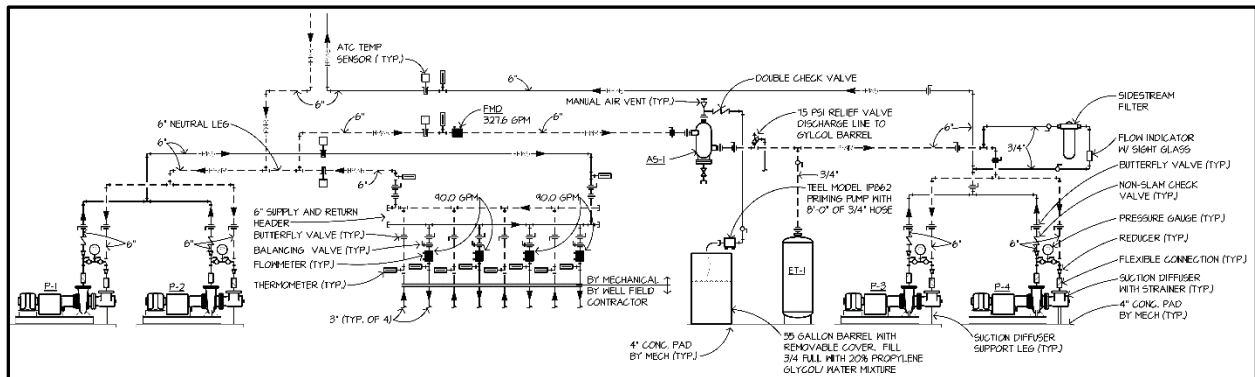 ATC TEMP
SENSOR (TYP.)
6"
6"
DOUBLE CHECK VALVE
MANUAL AIR VENT (TYP.)
FMD
327.6 GPM
6"
6"
15 PSI RELIEF VALVE
DISCHARGE LINE TO
GYLCOL BARREL
SIDESTREAM
FILTER
6"
6"
3/4"
FLOW INDICATOR
W/ SIGHT GLASS
6" NEUTRAL LEG
6"
6"
AS-1
3/4"
BUTTERFLY VALVE (TYP.)
NON-SLAM CHECK
VALVE (TYP.)
90.0 GPM
90.0 GPM
TEEL MODEL 1P862
PRIMING PUMP WITH
8'-0" OF 3/4" HOSE
6" SUPPLY AND RETURN
HEADER
BUTTERFLY VALVE (TYP.)
BALANCING VALVE (TYP.)
FLOWMETER (TYP.)
THERMOMETER (TYP.)
PRESSURE GAUGE (TYP.)
REDUCER (TYP.)
FLEXIBLE CONNECTION (TYP.)
SUCTION DIFFUSER
WITH STRAINER (TYP.)
4" CONC. PAD
BY MECH (TYP.)
6"
6"
6"
6"
ET-1
BY MECHANICAL
BY WELL FIELD
CONTRACTOR
P-1
P-2
P-3
P-4
3" (TYP. OF 4)
4" CONC. PAD
BY MECH (TYP.)
55 GALLON BARREL WITH
REMOVABLE COVER. FILL
3/4 FULL WITH 20% PROPYLENE
GLYCOL/ WATER MIXTURE
SUCTION DIFFUSER
SUPPORT LEG (TYP.)